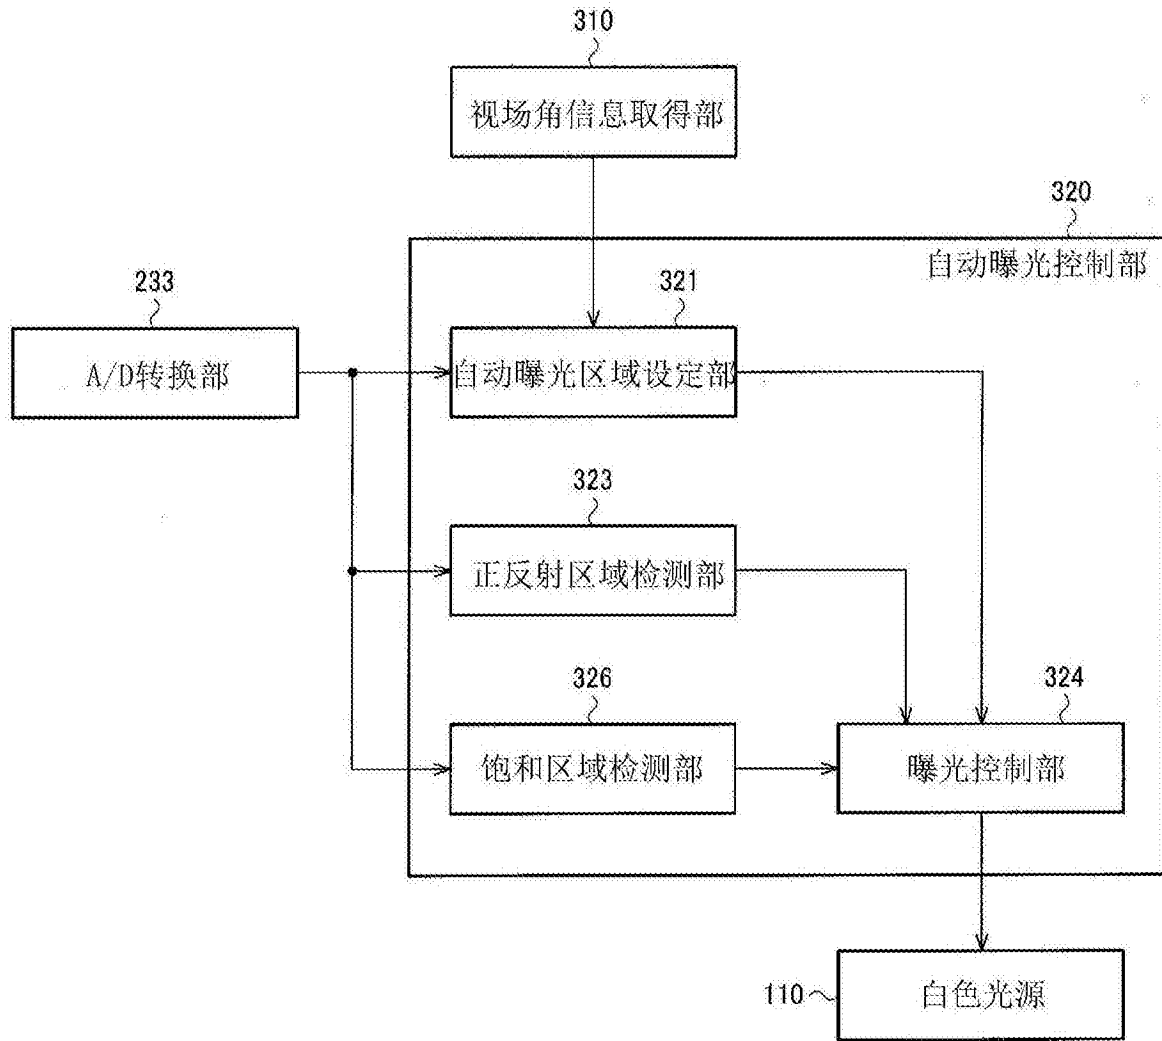 310
视场角信息取得部
320
自动曝光控制部
233
A/D转换部
321
自动曝光区域设定部
323
正反射区域检测部
326
饱和区域检测部
324
曝光控制部
110
白色光源